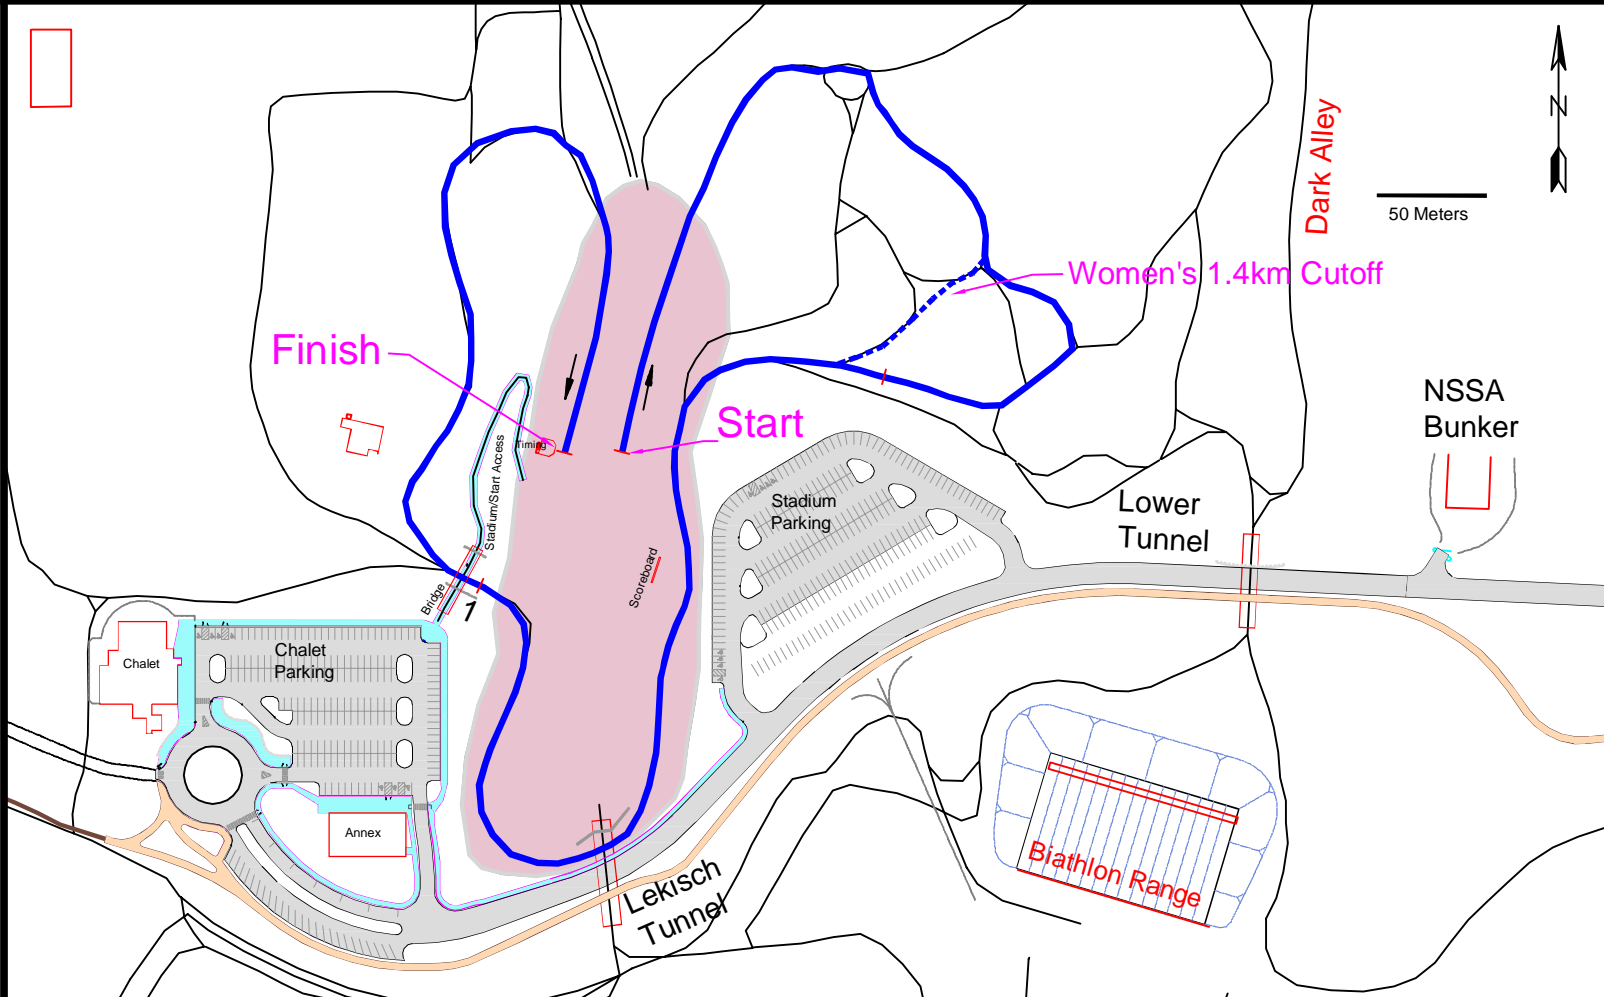 N
50 Meters
Dark Alley
Women's 1.4km Cutoff
Finish
Start
NSSA
Bunker
Timing
Stadium/Start Access
Stadium
Parking
Lower
Tunnel
Scoreboard
Bridge
1
Chalet
Chalet
Parking
Annex
Lekisch
Tunnel
Biathlon Range